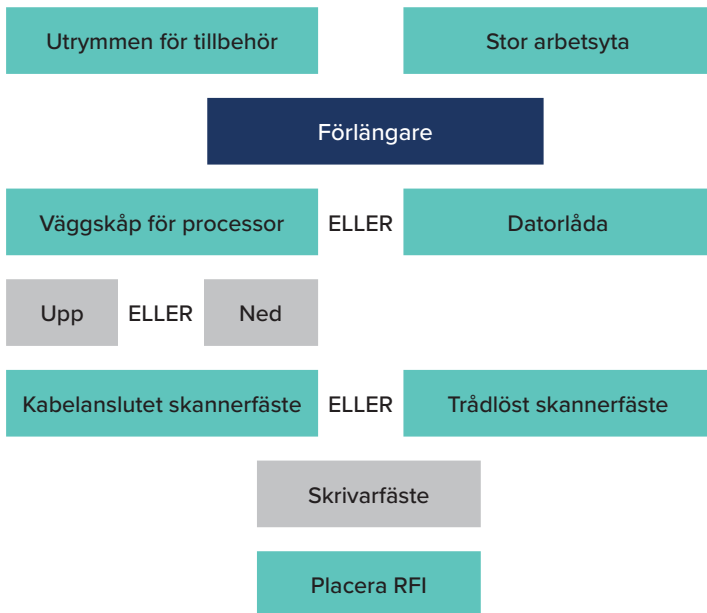 Utrymmen för tillbehör
Stor arbetsyta
Förlängare
Väggskåp för processor ELLER Datorlåda
Upp ELLER Ned
Kabelanslutet skannerfäste ELLER Trådlöst skannerfäste
Skrivarfäste
Placera RFI